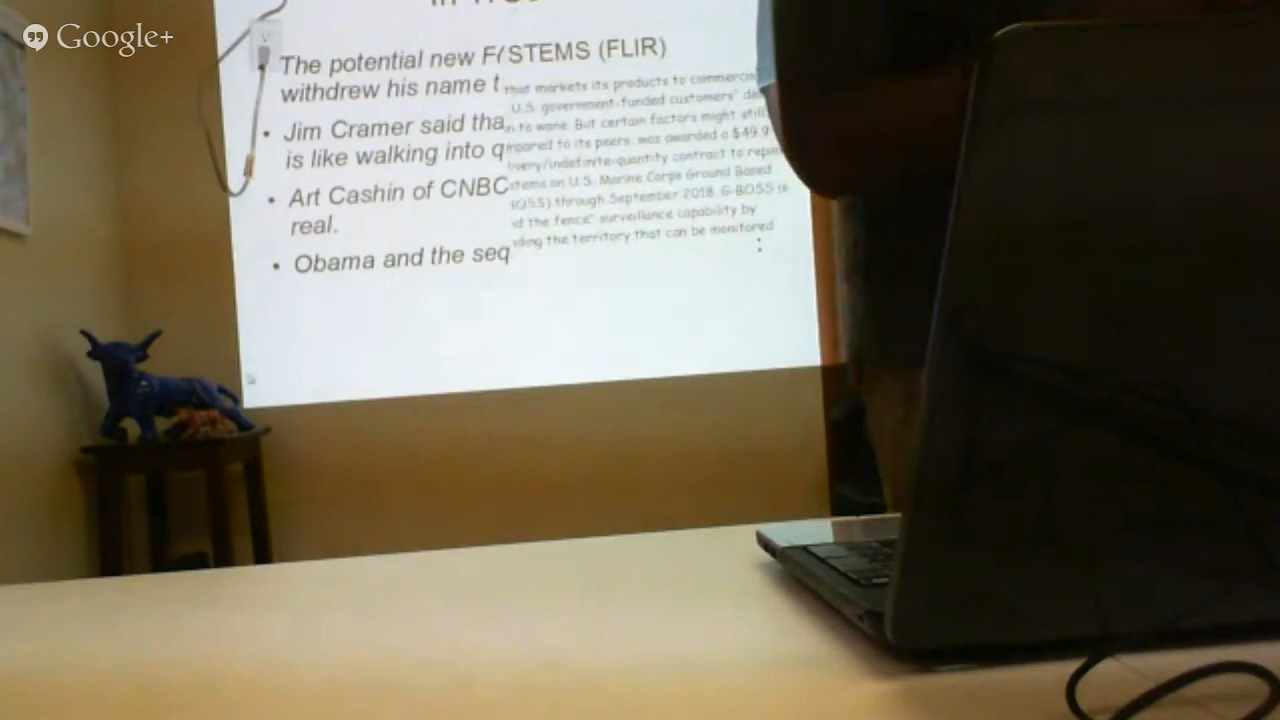 Google+
The potential new F( STEMS (FLIR)
withdrew his name t that markets its products to commercia
U.S. government-funded customers' de
Jim Cramer said tha n to wane. But certain factors might still
is like walking into q mpared to its peers. was awarded a $49.9
livery/indefinite-quantity contract to repai
Art Cashin of CNBC stems on U.S. Marine Corps Ground Based
BOSS) through September 2018. G-BOSS is
real. d the fence" surveillance capability by
Obama and the seq nding the territory that can be monitored
: